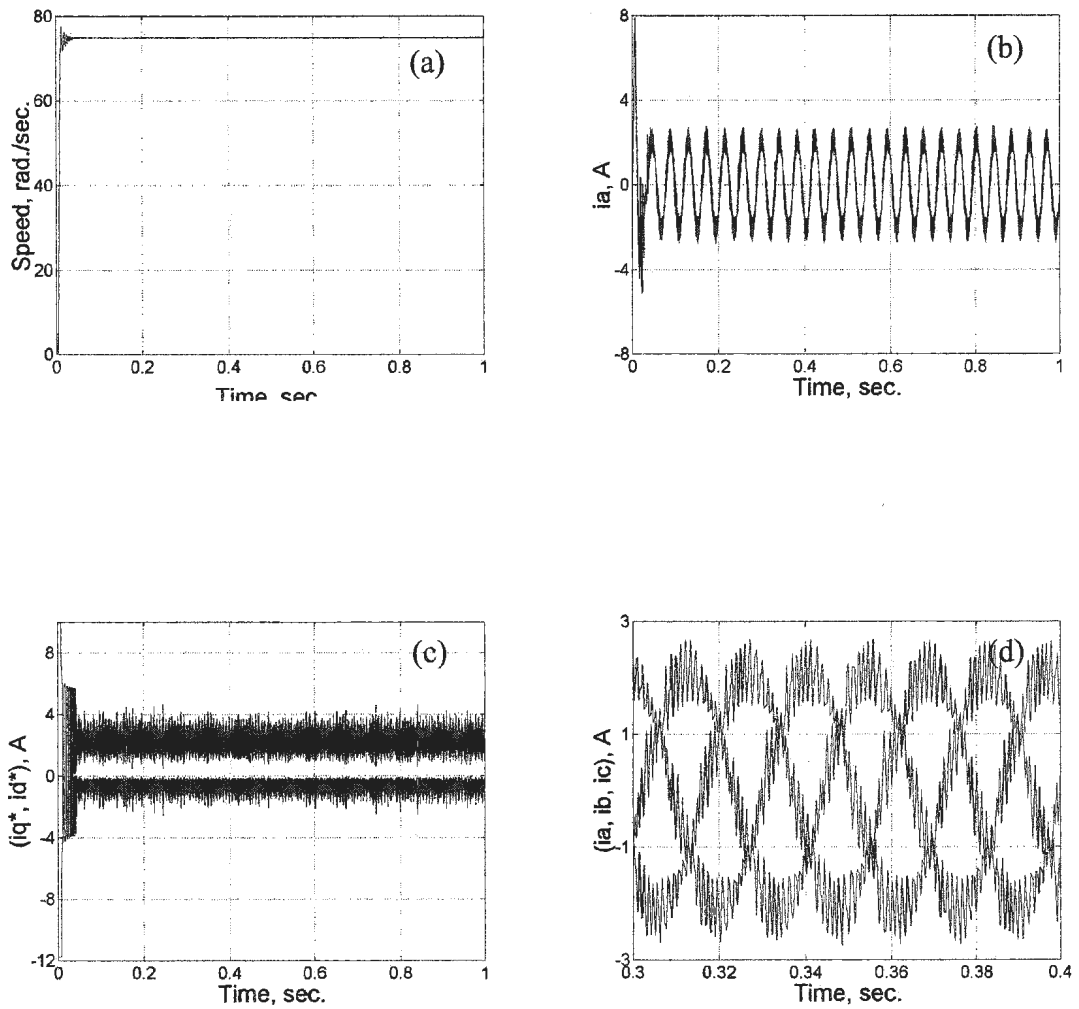 80
60
40
20
0
Speed, rad./sec.
(a)
0 0.2 0.4 0.6 0.8 1
Time, sec
8
4
0
-4
-8
ia, A
(b)
0 0.2 0.4 0.6 0.8 1
Time, sec.
8
4
0
-4
-8
-12
(iq*, id*), A
(c)
0 0.2 0.4 0.6 0.8 1
Time, sec.
3
1
-1
-3
(ia, ib, ic), A
(d)
0.3 0.32 0.34 0.36 0.38 0.4
Time, sec.